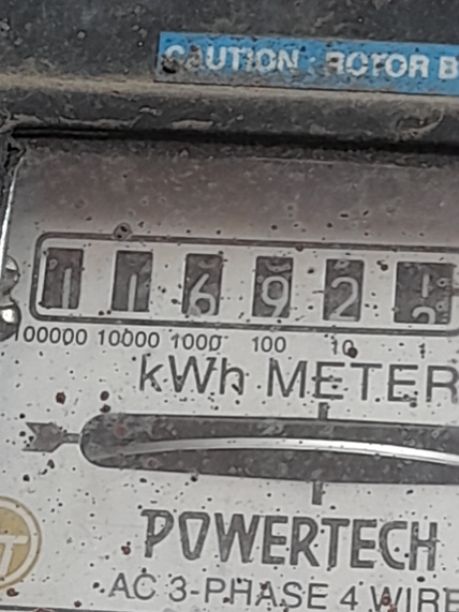 CAUTION : ROTOR B
1 1 6 9 2 1
100000 10000 1000 100 10 1
kWh METER
POWERTECH
AC 3-PHASE 4 WIRE
T